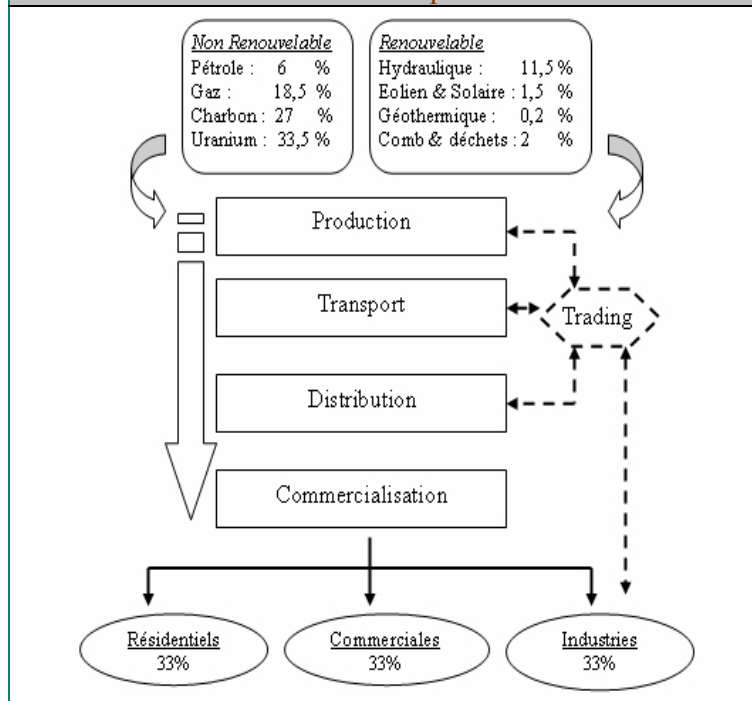 Non Renouvelable
Pétrole : 6 %
Gaz : 18,5 %
Charbon : 27 %
Uranium : 33,5 %
Renouvelable
Hydraulique : 11,5 %
Eolien & Solaire : 1,5 %
Géothermique : 0,2 %
Comb & déchets : 2 %
Production
Transport
Trading
Distribution
Commercialisation
Résidentiels
33%
Commerciales
33%
Industries
33%